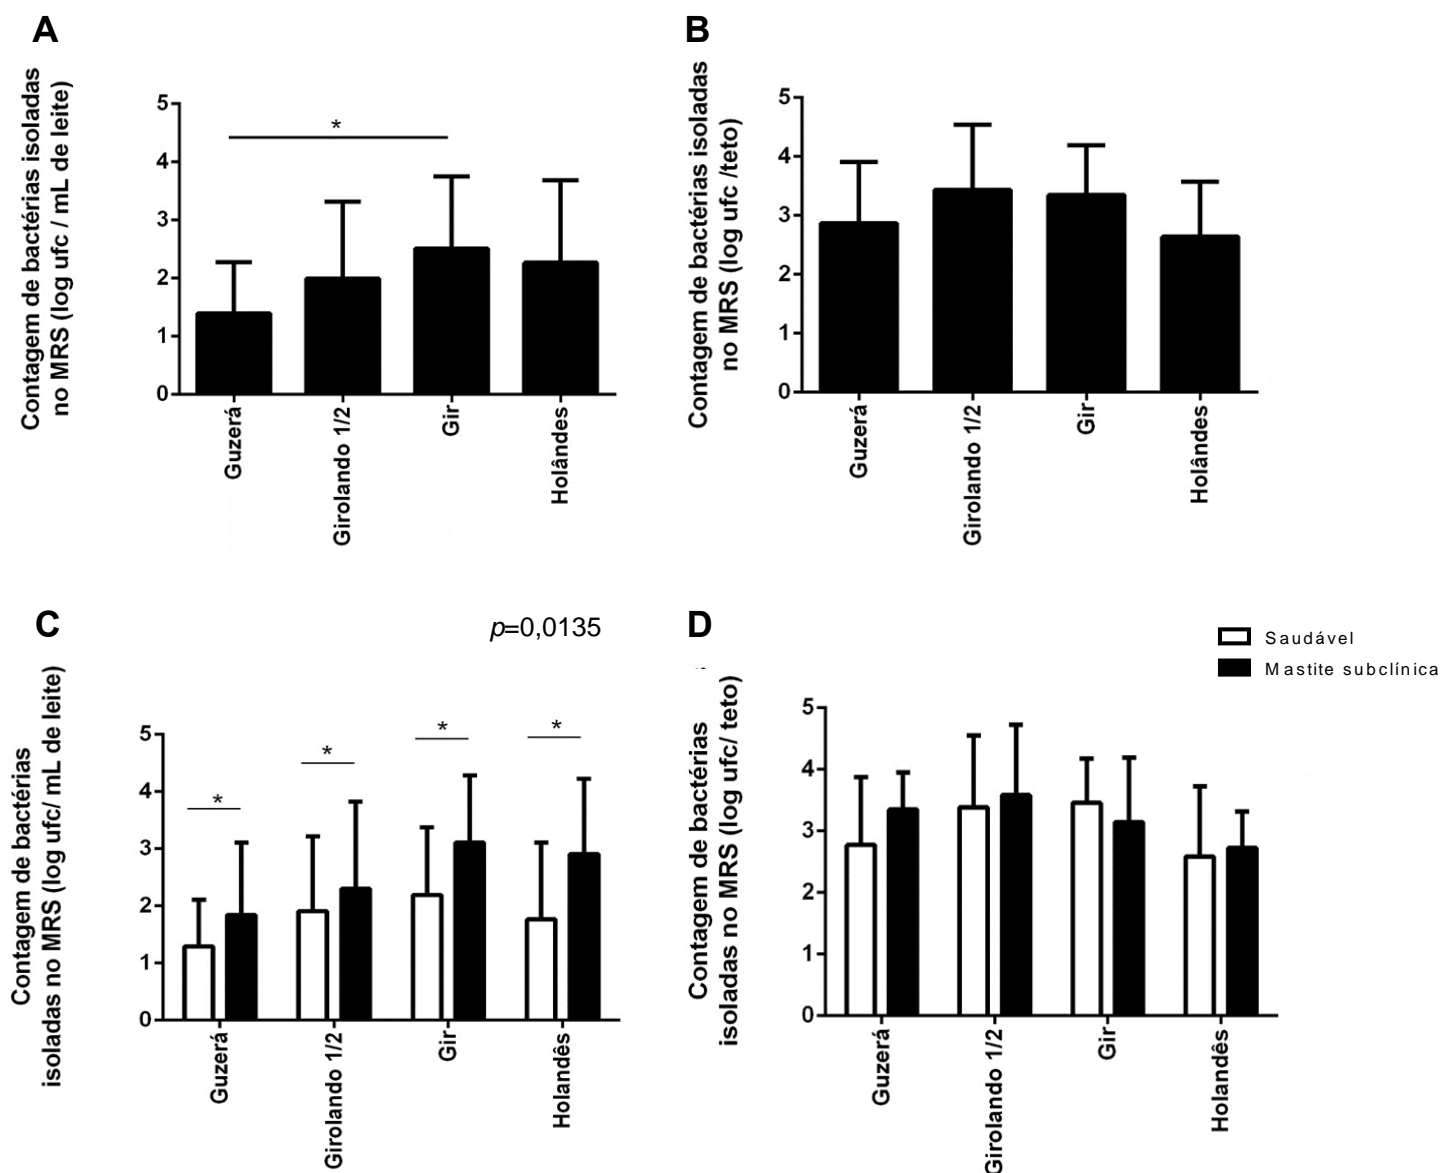 A
Contagem de bactérias isoladas
no MRS (log ufc / mL de leite)
5
4
3
2
1
0
*
Guzerá
Girolando 1/2
Gir
Holândes
B
Contagem de bactérias isoladas
no MRS (log ufc /teto)
5
4
3
2
1
0
Guzerá
Girolando 1/2
Gir
Holândes
C
p=0,0135
Contagem de bactérias
isoladas no MRS (log ufc/ mL de leite)
5
4
3
2
1
0
*
*
*
*
Guzerá
Girolando 1/2
Gir
Holandês
D
Saudável
Mastite subclínica
Contagem de bactérias
isoladas no MRS (log ufc/ teto)
5
4
3
2
1
0
Guzerá
Girolando 1/2
Gir
Holandês